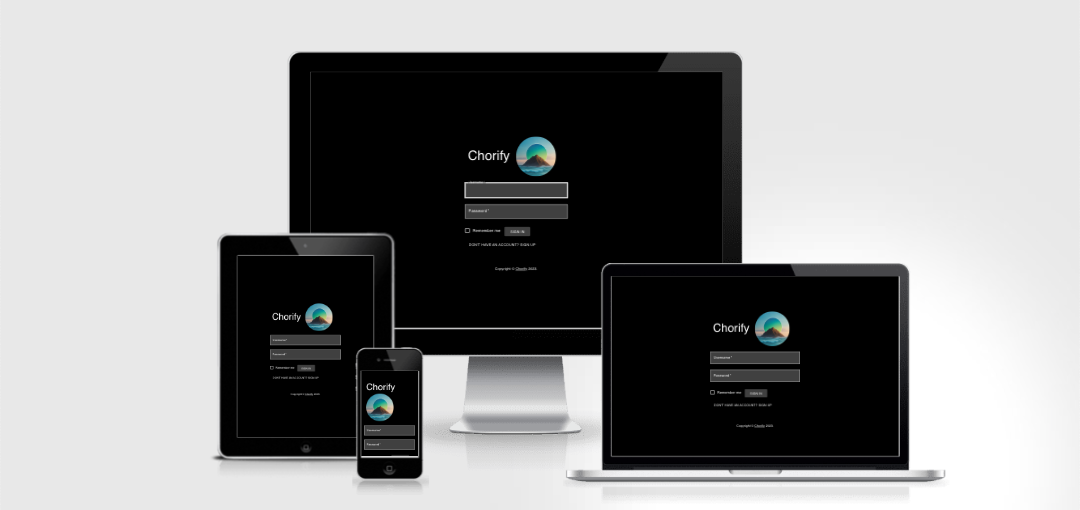 Chorify
Password *
Remember me
SIGN IN
DON'T HAVE AN ACCOUNT? SIGN UP
Copyright © Chorify 2023.
Chorify
Username *
Password *
Remember me
SIGN IN
DON'T HAVE AN ACCOUNT? SIGN UP
Copyright © Chorify 2023.
Chorify
Username *
Password *
Chorify
Username *
Password *
Remember me
SIGN IN
DON'T HAVE AN ACCOUNT? SIGN UP
Copyright © Chorify 2023.